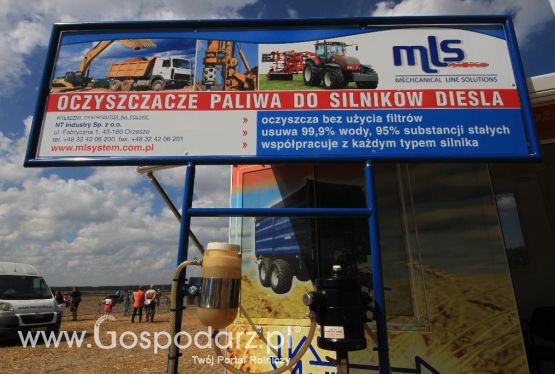 mls
MECHCANICAL LINE SOLUTIONS
OCZYSZCZACZE PALIWA DO SILNIKÓW DIESLA
WYŁĄCZNY DYSTRYBUTOR NA POLSKĘ
NT Industry Sp. z o.o.
ul. Fabryczna 1, 43-180 Orzesze
tel. +48 32 42 06 200, fax. +48 32 42 06 201
www.mlsystem.com.pl
» oczyszcza bez użycia filtrów
» usuwa 99,9% wody, 95% substancji stałych
» współpracuje z każdym typem silnika
www.Gospodarz.pl
Twój Portal Rolniczy